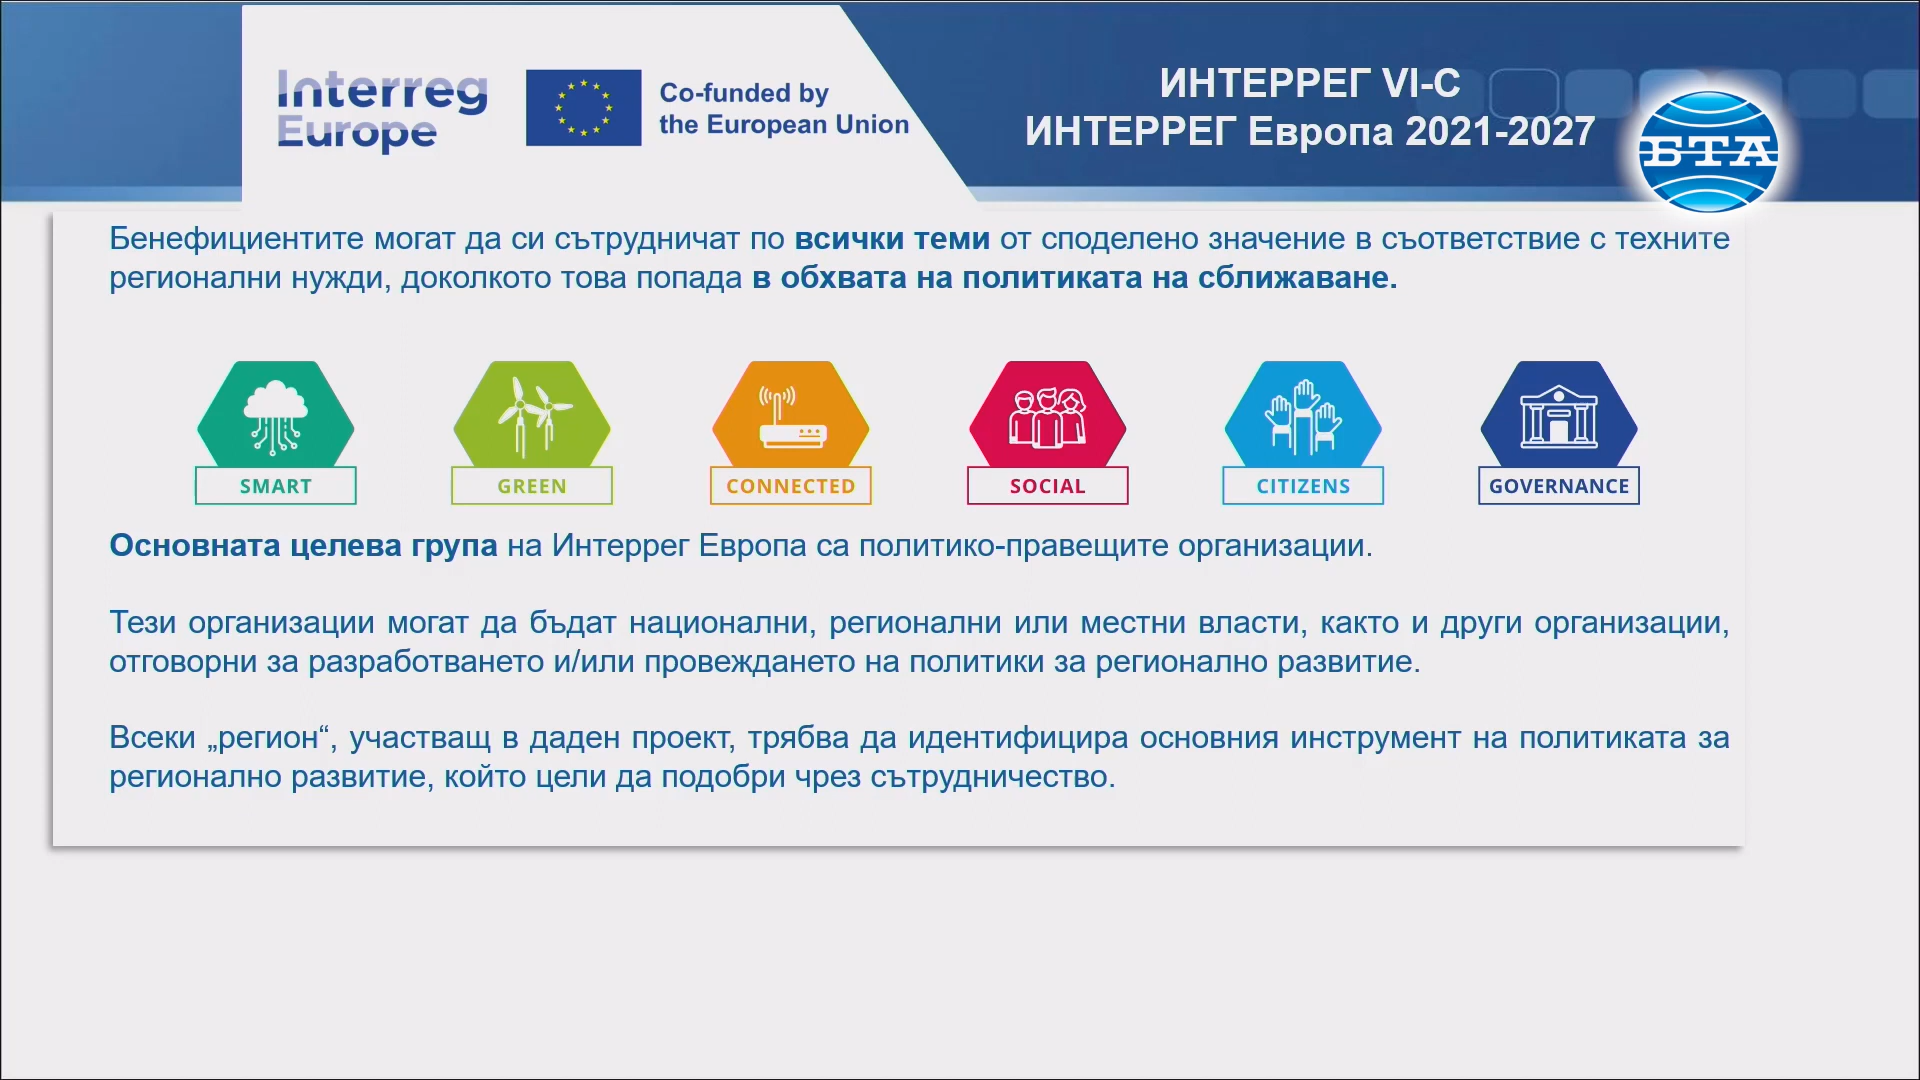 Interreg
Europe
Co-funded by
the European Union
ИНТЕРРЕГ VI-C
ИНТЕРРЕГ Европа 2021-2027
БТА
Бенефициентите могат да си сътрудничат по всички теми от споделено значение в съответствие с техните
регионални нужди, доколкото това попада в обхвата на политиката на сближаване.
SMART
GREEN
CONNECTED
SOCIAL
CITIZENS
GOVERNANCE
Основната целева група на Интеррег Европа са политико-правещите организации.
Тези организации могат да бъдат национални, регионални или местни власти, както и други организации,
отговорни за разработването и/или провеждането на политики за регионално развитие.
Всеки „регион“, участващ в даден проект, трябва да идентифицира основния инструмент на политиката за
регионално развитие, който цели да подобри чрез сътрудничество.